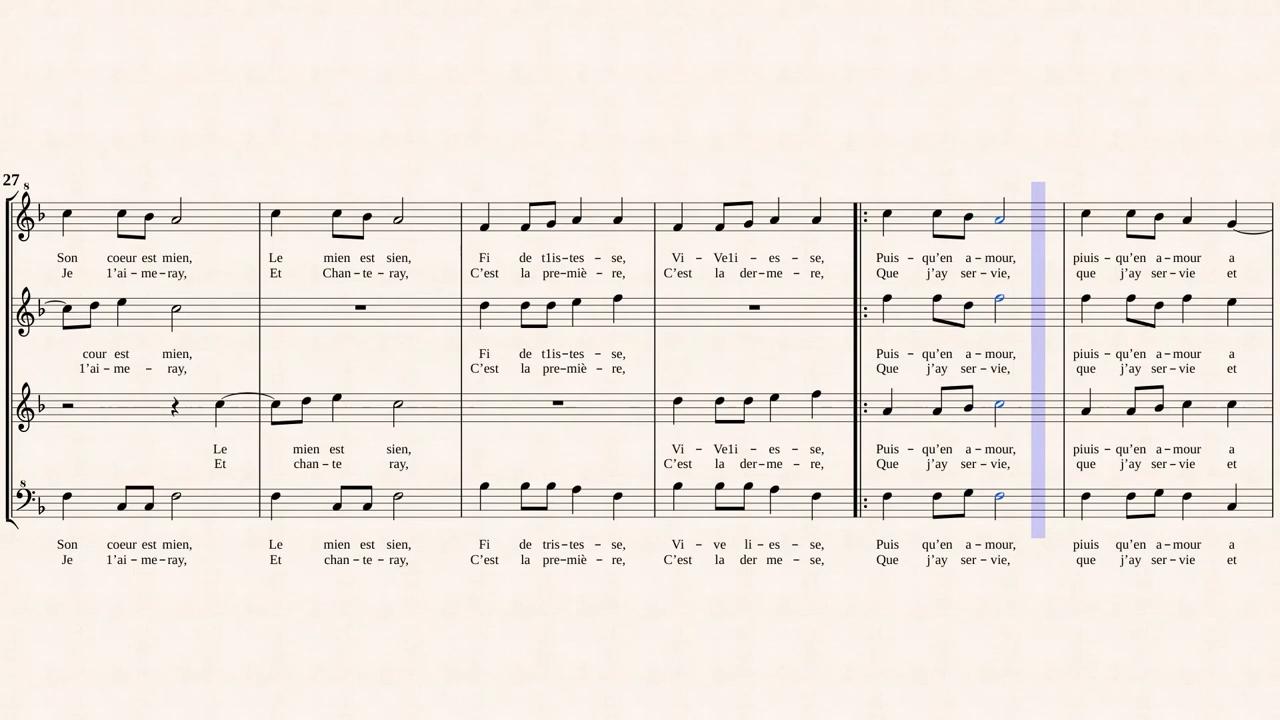 27
8
Son coeur est mien, Le mien est sien, Fi de t1is–tes – se, Vi – Ve1i – es – se, Puis – qu’en a – mour, piuis – qu’en a – mour a
Je 1’ai – me – ray, Et Chan – te – ray, C’est la pre – miè – re, C’est la der – me – re, Que j’ay ser – vie, que j’ay ser – vie et
cour est mien, Fi de t1is–tes – se, Puis – qu’en a – mour, piuis – qu’en a – mour a
1’ai – me – ray, C’est la pre – miè – re, Que j’ay ser – vie, que j’ay ser – vie et
Le mien est sien, Vi – Ve1i – es – se, Puis – qu’en a – mour, piuis – qu’en a – mour a
Et chan – te ray, C’est la der – me – re, Que j’ay ser – vie, que j’ay ser – vie et
8
Son coeur est mien, Le mien est sien, Fi de tris – tes – se, Vi – ve li – es – se, Puis qu’en a – mour, piuis qu’en a – mour a
Je 1’ai – me – ray, Et chan – te – ray, C’est la pre – miè – re, C’est la der me – re, Que j’ay ser – vie, que j’ay ser – vie et